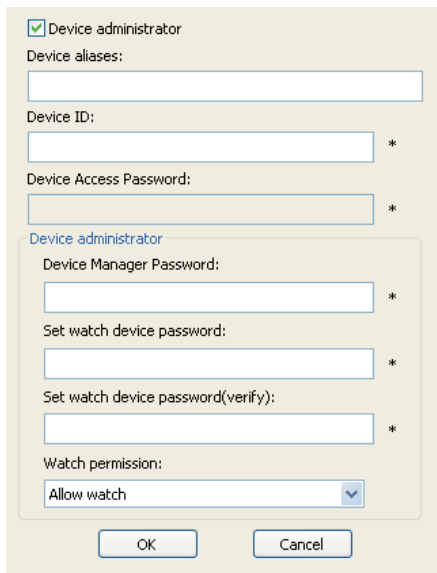 Device administrator
Device aliases:
Device ID:
*
Device Access Password:
*
Device administrator
Device Manager Password:
*
Set watch device password:
*
Set watch device password(verify):
*
Watch permission:
Allow watch
OK Cancel